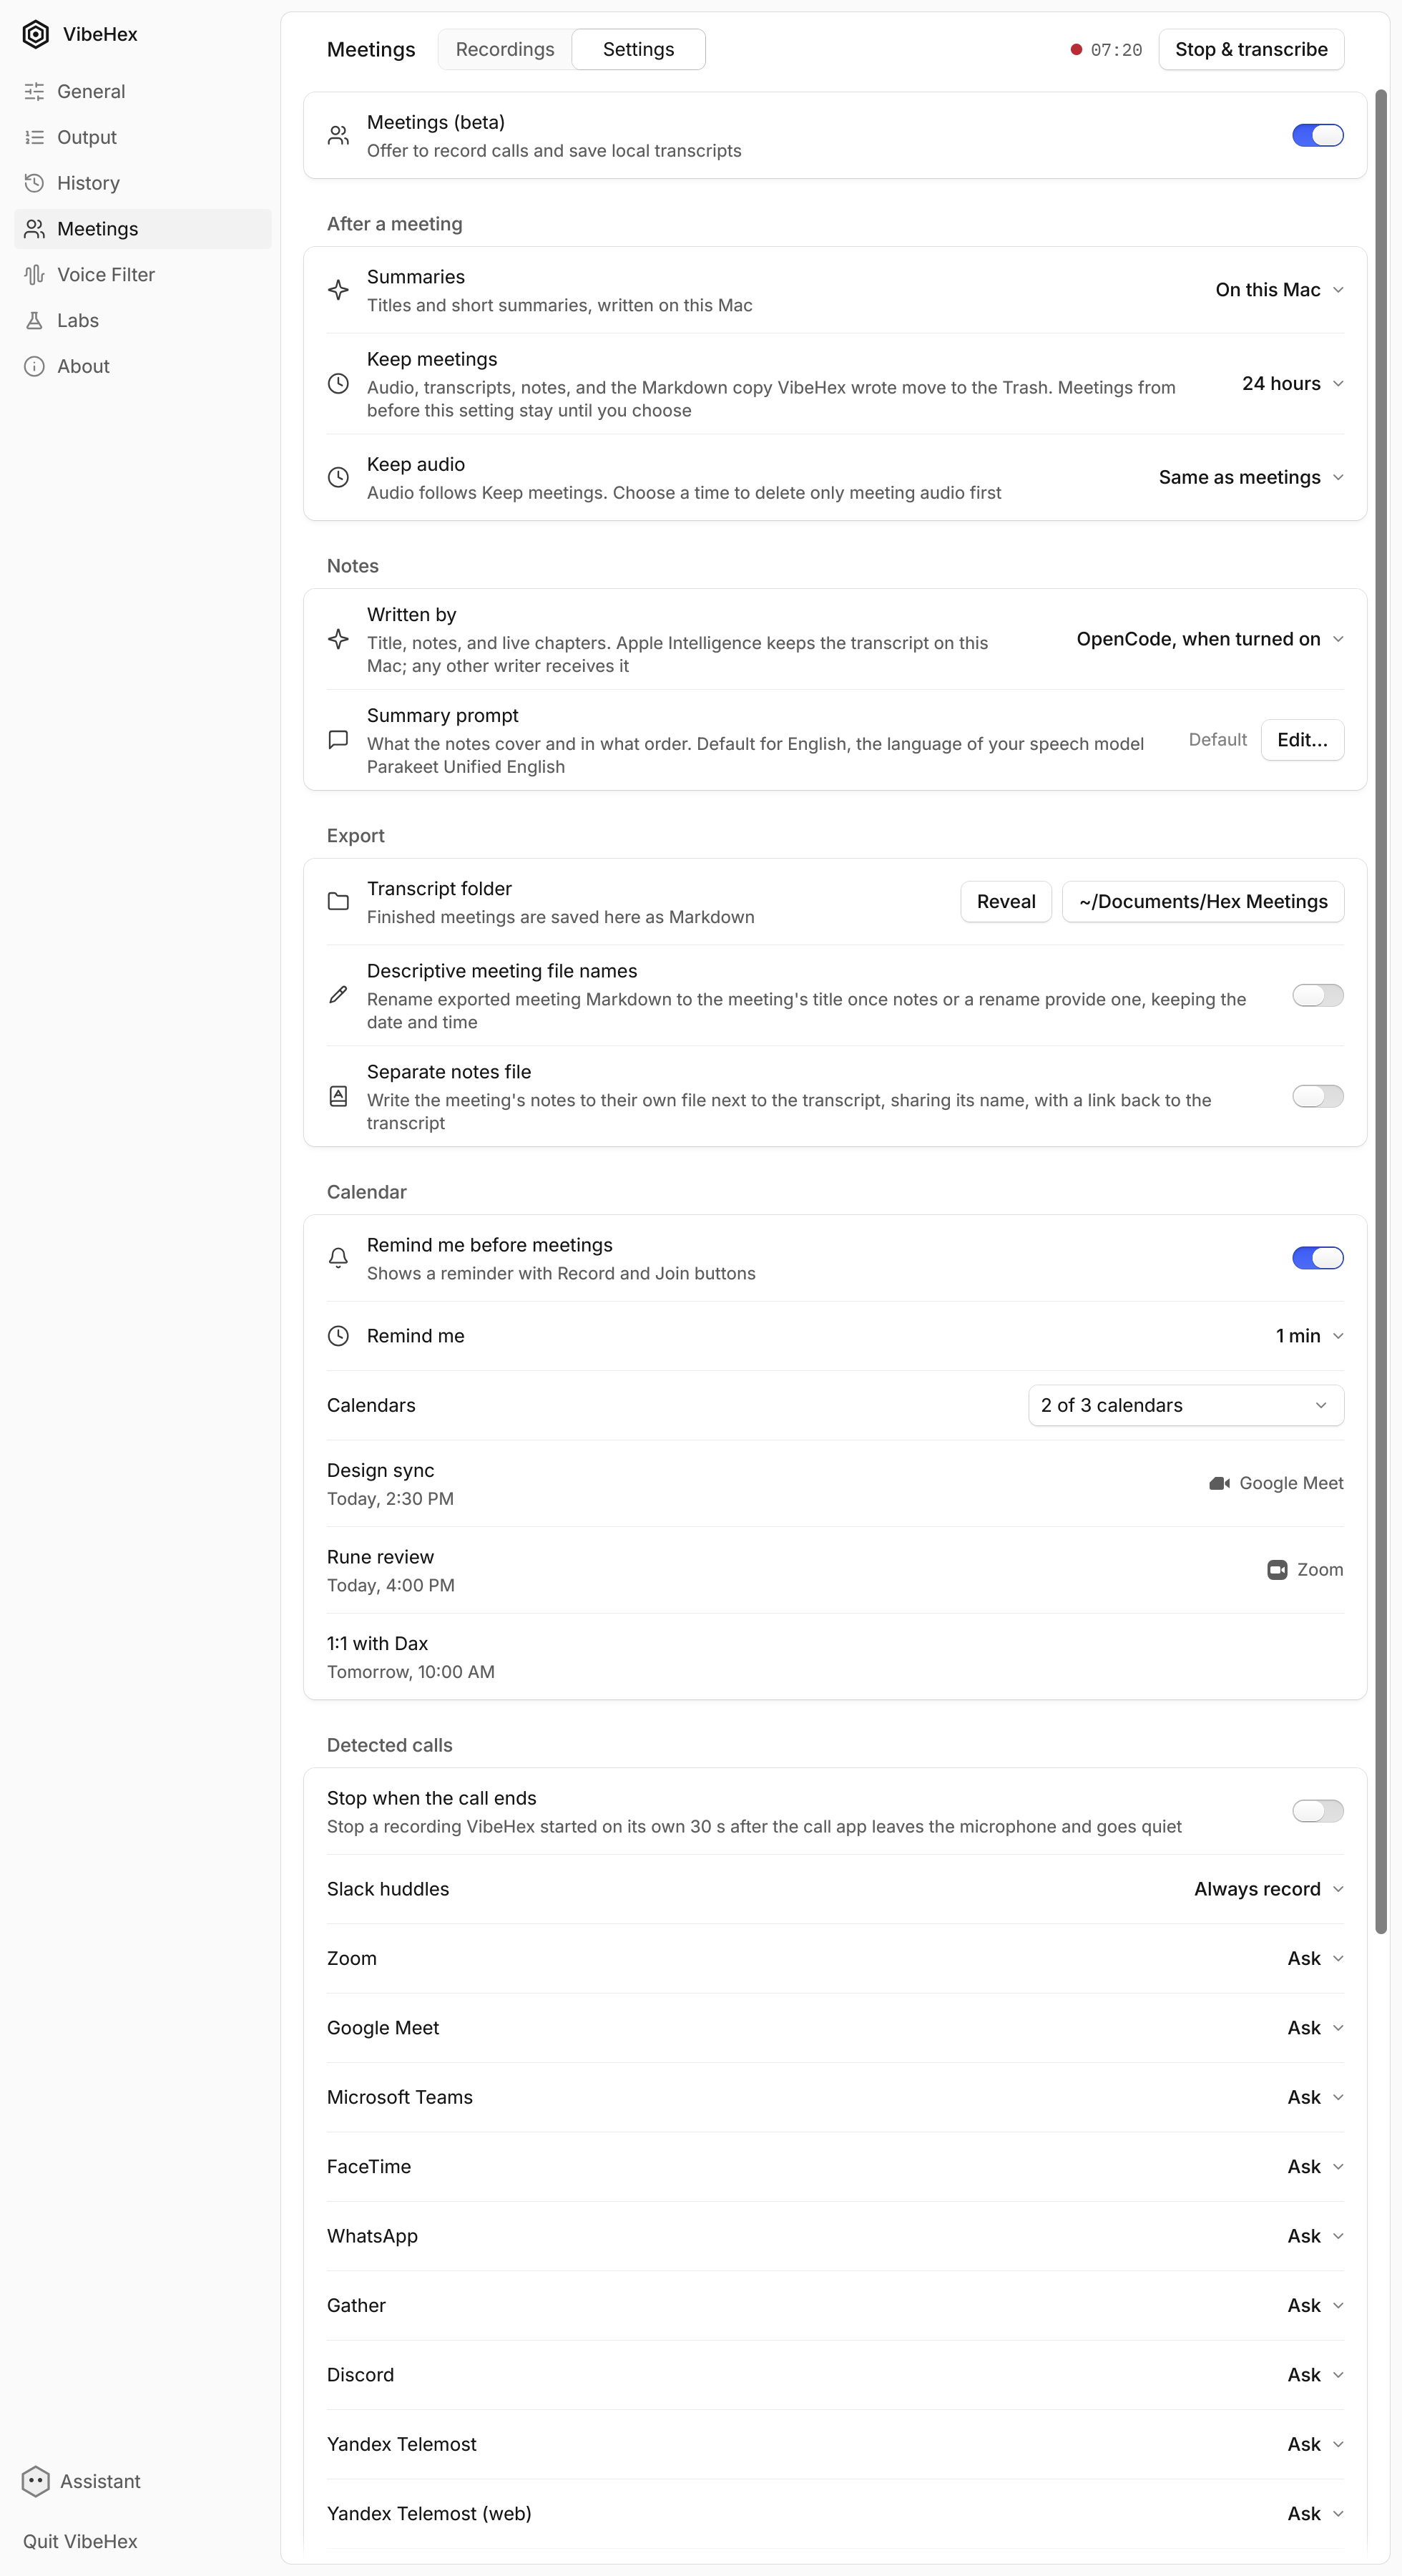 VibeHex
General
Output
History
Meetings
Voice Filter
Labs
About
Assistant
Quit VibeHex
Meetings
Recordings
Settings
07:20
Stop & transcribe
Meetings (beta)
Offer to record calls and save local transcripts
After a meeting
Summaries
Titles and short summaries, written on this Mac
On this Mac
Keep meetings
Audio, transcripts, notes, and the Markdown copy VibeHex wrote move to the Trash. Meetings from
before this setting stay until you choose
24 hours
Keep audio
Audio follows Keep meetings. Choose a time to delete only meeting audio first
Same as meetings
Notes
Written by
Title, notes, and live chapters. Apple Intelligence keeps the transcript on this
Mac; any other writer receives it
OpenCode, when turned on
Summary prompt
What the notes cover and in what order. Default for English, the language of your speech model
Parakeet Unified English
Default
Edit...
Export
Transcript folder
Finished meetings are saved here as Markdown
Reveal
~/Documents/Hex Meetings
Descriptive meeting file names
Rename exported meeting Markdown to the meeting's title once notes or a rename provide one, keeping the
date and time
Separate notes file
Write the meeting's notes to their own file next to the transcript, sharing its name, with a link back to the
transcript
Calendar
Remind me before meetings
Shows a reminder with Record and Join buttons
Remind me
1 min
Calendars
2 of 3 calendars
Design sync
Today, 2:30 PM
Google Meet
Rune review
Today, 4:00 PM
Zoom
1:1 with Dax
Tomorrow, 10:00 AM
Detected calls
Stop when the call ends
Stop a recording VibeHex started on its own 30 s after the call app leaves the microphone and goes quiet
Slack huddles
Always record
Zoom
Ask
Google Meet
Ask
Microsoft Teams
Ask
FaceTime
Ask
WhatsApp
Ask
Gather
Ask
Discord
Ask
Yandex Telemost
Ask
Yandex Telemost (web)
Ask